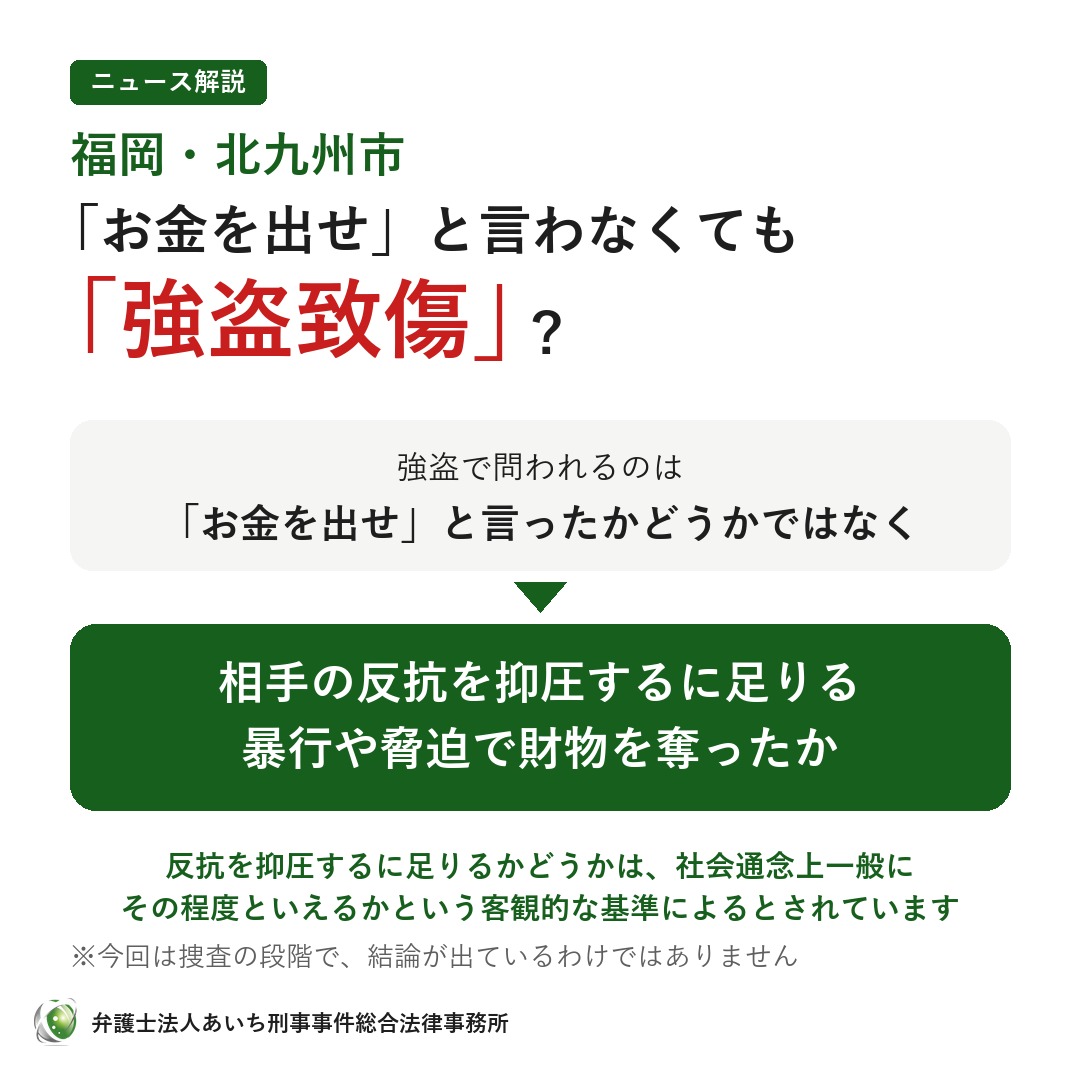 ニュース解説
福岡・北九州市
「お金を出せ」と言わなくても
「強盗致傷」?
強盗で問われるのは
「お金を出せ」と言ったかどうかではなく
相手の反抗を抑圧するに足りる
暴行や脅迫で財物を奪ったか
反抗を抑圧するに足りるかどうかは、社会通念上一般に
その程度といえるかという客観的な基準によるとされています
※今回は捜査の段階で、結論が出ているわけではありません
弁護士法人あいち刑事事件総合法律事務所